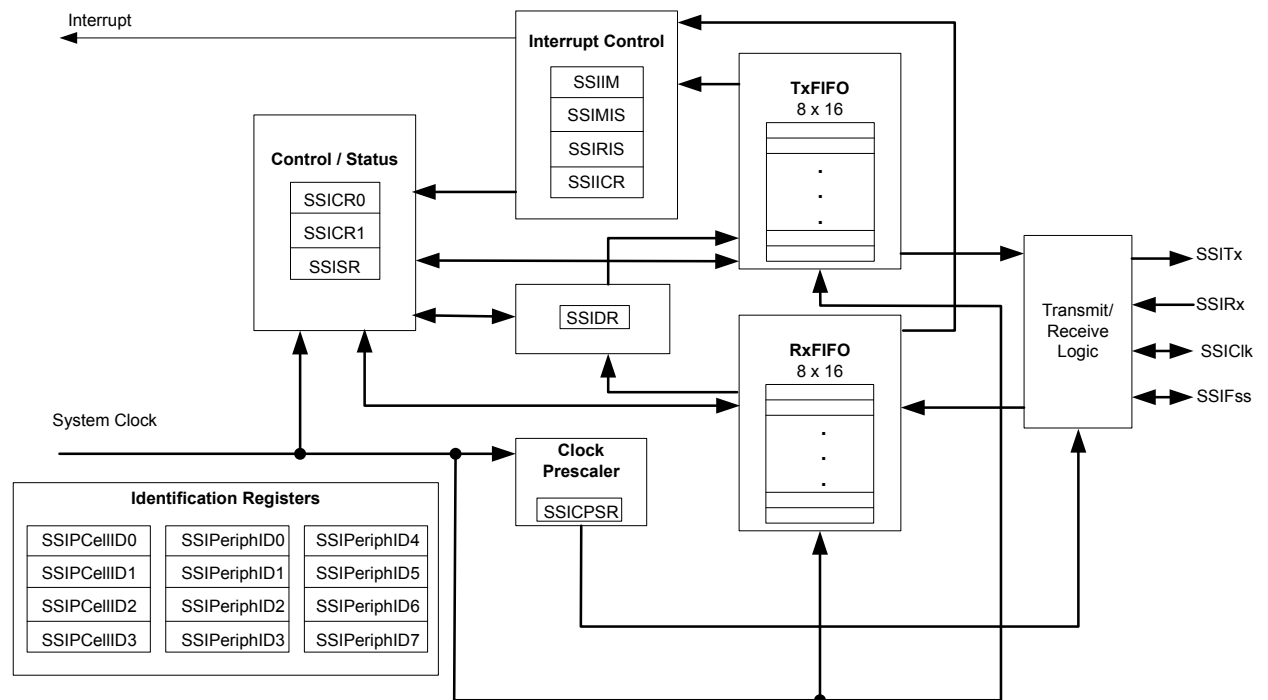 Interrupt
Interrupt Control
SSIIM
SSIMIS
SSIRIS
SSIICR
TxFIFO
8 x 16
.
.
.
Control / Status
SSICR0
SSICR1
SSISR
SSIDR
RxFIFO
8 x 16
.
.
.
Transmit/
Receive
Logic
SSITx
SSIRx
SSIClk
SSIFss
System Clock
Clock
Prescaler
SSICPSR
Identification Registers
SSIPCellID0
SSIPCellID1
SSIPCellID2
SSIPCellID3
SSIPeriphID0
SSIPeriphID1
SSIPeriphID2
SSIPeriphID3
SSIPeriphID4
SSIPeriphID5
SSIPeriphID6
SSIPeriphID7